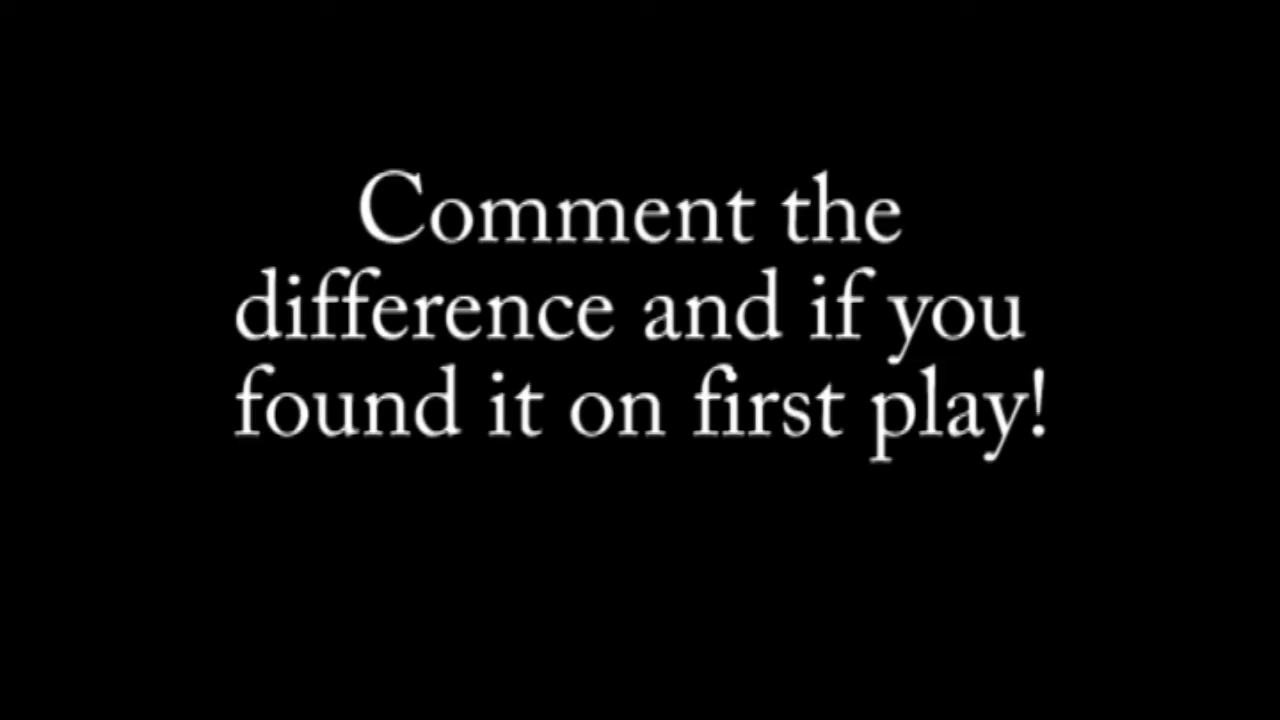 Comment the
difference and if you
found it on first play!